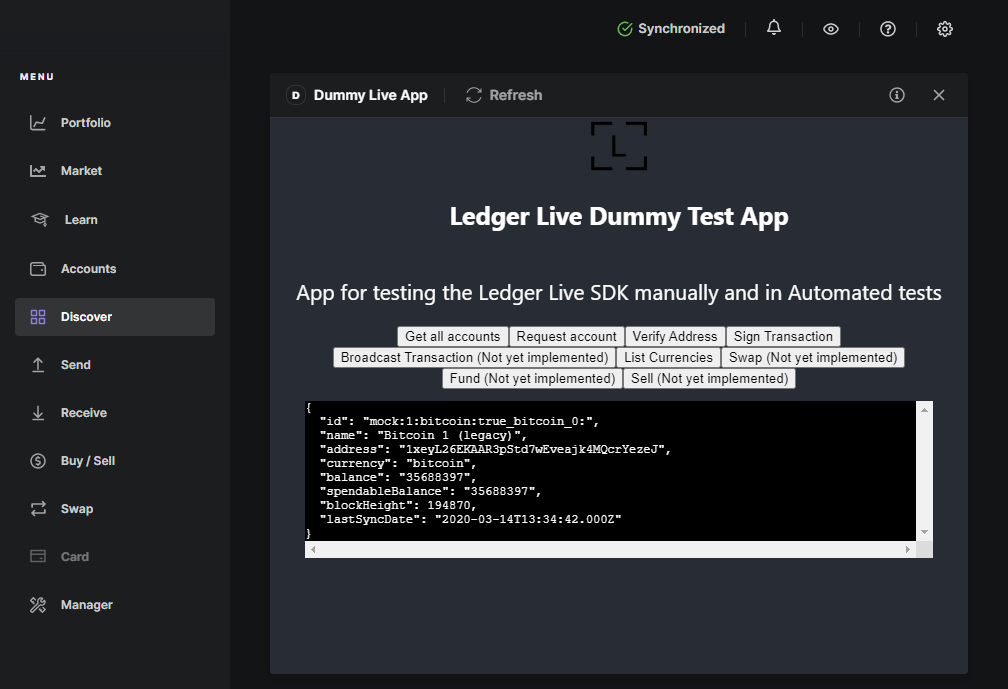 Synchronized
MENU
Portfolio
Market
Learn
Accounts
Discover
Send
Receive
Buy / Sell
Swap
Card
Manager
D Dummy Live App Refresh
L
Ledger Live Dummy Test App
App for testing the Ledger Live SDK manually and in Automated tests
Get all accounts Request account Verify Address Sign Transaction
Broadcast Transaction (Not yet implemented) List Currencies Swap (Not yet implemented)
Fund (Not yet implemented) Sell (Not yet implemented)
{
"id": "mock:1:bitcoin:true_bitcoin_0:",
"name": "Bitcoin 1 (legacy)",
"address": "1xeyL26EKAAR3pStd7wEveajk4MQcrYezeJ",
"currency": "bitcoin",
"balance": "35688397",
"spendableBalance": "35688397",
"blockHeight": 194870,
"lastSyncDate": "2020-03-14T13:34:42.000Z"
}